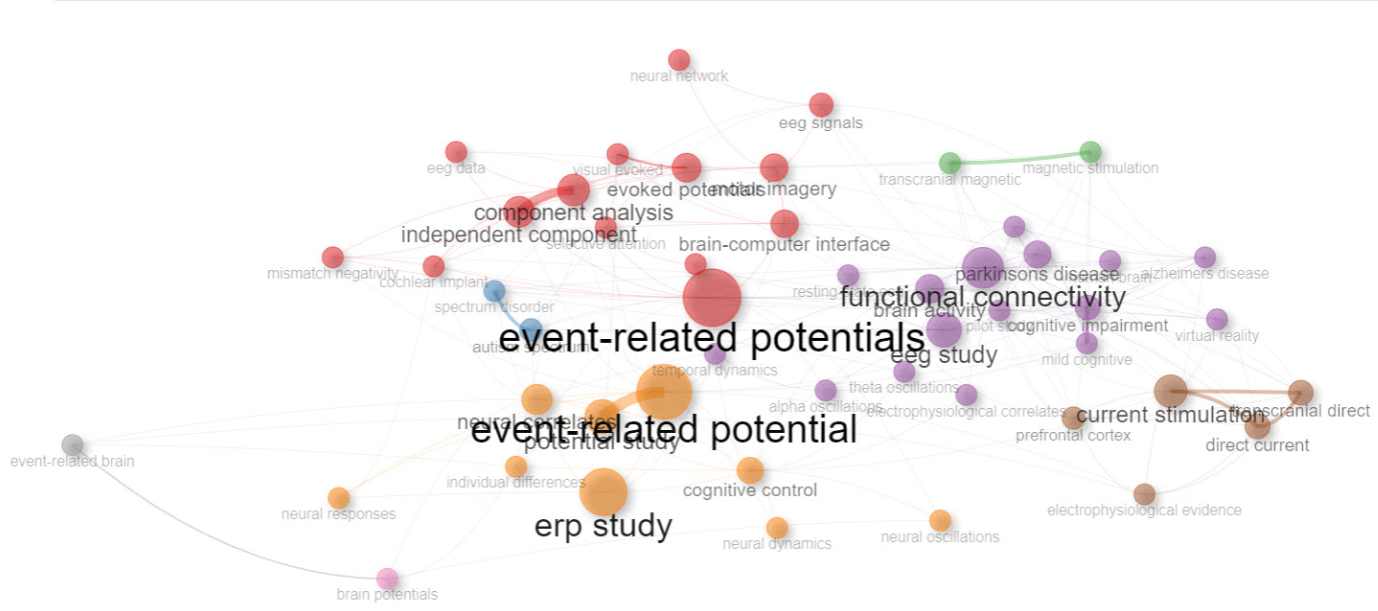 neural network
eeg signals
eeg data
visual evoked
transcranial magnetic
magnetic stimulation
evoked potentials
motor imagery
component analysis
independent component
selective attention
brain-computer interface
mismatch negativity
cochlear implant
parkinsons disease
brain
alzheimers disease
spectrum disorder
functional connectivity
brain activity
cognitive impairment
event-related potentials
autism spectrum
virtual reality
eeg study
mild cognitive
temporal dynamics
theta oscillations
alpha oscillations
electrophysiological correlates
current stimulation
transcranial direct
neural correlates
event-related potential
potential study
prefrontal cortex
direct current
event-related brain
individual differences
cognitive control
neural responses
electrophysiological evidence
erp study
neural dynamics
neural oscillations
brain potentials